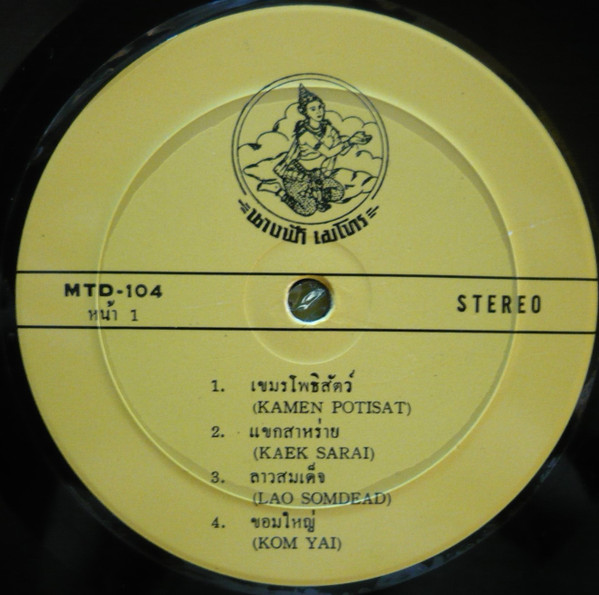 นางฟ้า เมโทร
MTD-104
หน้า 1
STEREO
1. เขมรโพธิสัตว์
(KAMEN POTISAT)
2. แขกสาหร่าย
(KAEK SARAI)
3. ลาวสมเด็จ
(LAO SOMDEAD)
4. ขอมใหญ่
(KOM YAI)